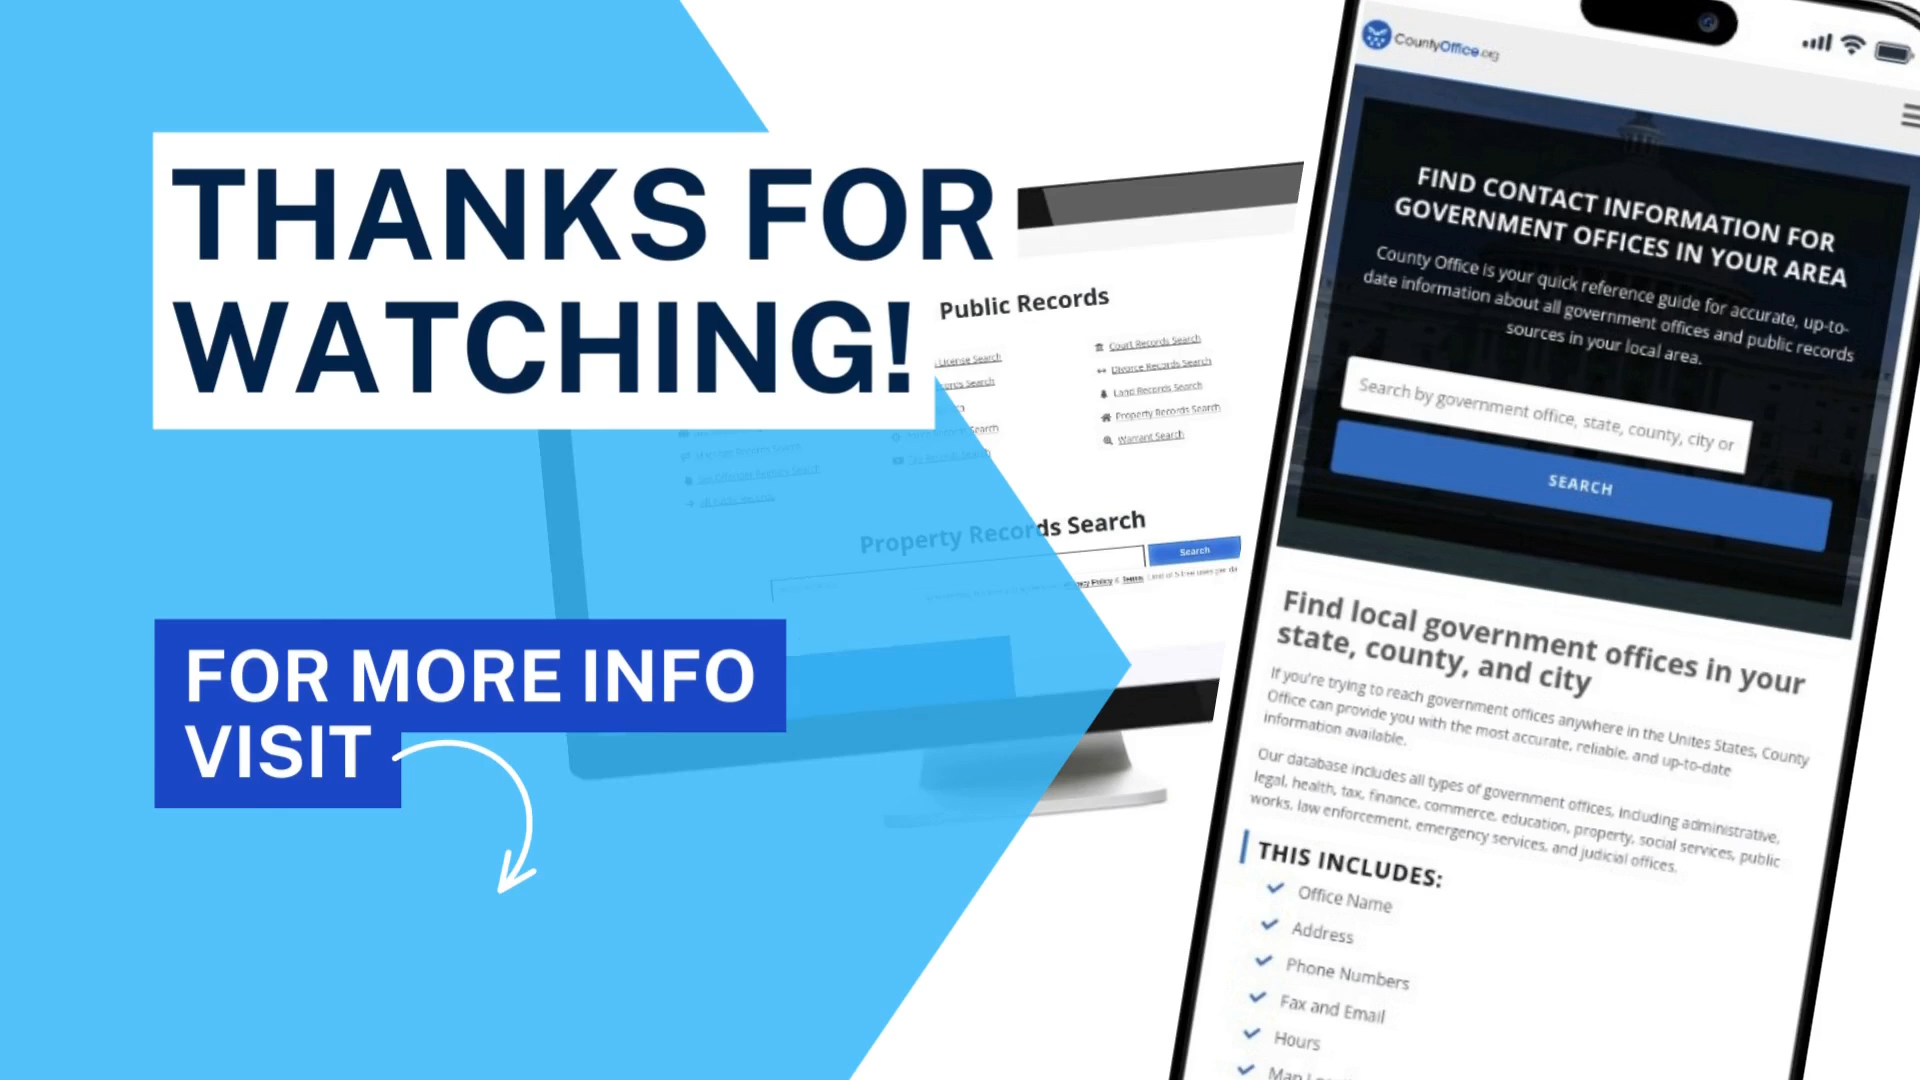 THANKS FOR
WATCHING!
FOR MORE INFO
VISIT
Public Records
License Search
Search
Search
Court Records Search
Divorce Records Search
Land Records Search
Property Records Search
Warrant Search
Property Records Search
Search
Policy & Terms
CountyOffice.org
FIND CONTACT INFORMATION FOR
GOVERNMENT OFFICES IN YOUR AREA
County Office is your quick reference guide for accurate, up-to-
date information about all government offices and public records
sources in your local area.
Search by government office, state, county, city or
SEARCH
Find local government offices in your
state, county, and city
If you're trying to reach government offices anywhere in the Unites States, County
Office can provide you with the most accurate, reliable, and up-to-date
information available.
Our database includes all types of government offices, including administrative,
legal, health, tax, finance, commerce, education, property, social services, public
works, law enforcement, emergency services, and judicial offices.
THIS INCLUDES:
Office Name
Address
Phone Numbers
Fax and Email
Hours